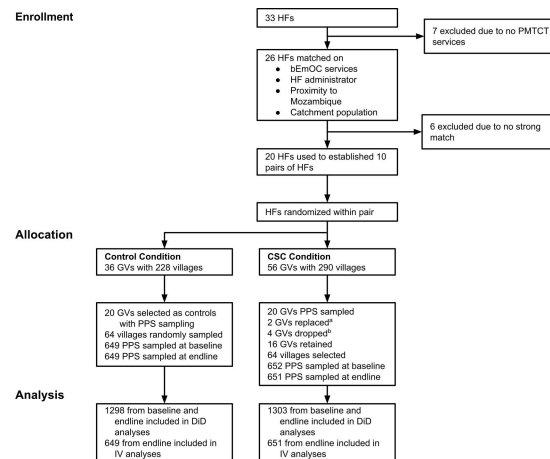 Enrollment
33 HFs
7 excluded due to no PMTCT
services
26 HFs matched on
● bEmOC services
● HF administrator
● Proximity to
Mozambique
● Catchment population
6 excluded due to no strong
match
20 HFs used to established 10
pairs of HFs
HFs randomized within pair
Allocation
Control Condition
36 GVs with 228 villages
CSC Condition
56 GVs with 290 villages
20 GVs selected as controls
with PPS sampling
64 villages randomly sampled
649 PPS sampled at baseline
649 PPS sampled at endline
20 GVs PPS sampled
2 GVs replacedᵃ
4 GVs droppedᵇ
16 GVs retained
64 villages selected
652 PPS sampled at baseline
651 PPS sampled at endline
Analysis
1298 from baseline and
endline included in DiD
analyses
649 from endline included in
IV analyses
1303 from baseline and
endline included in DiD
analyses
651 from endline included in
IV analyses